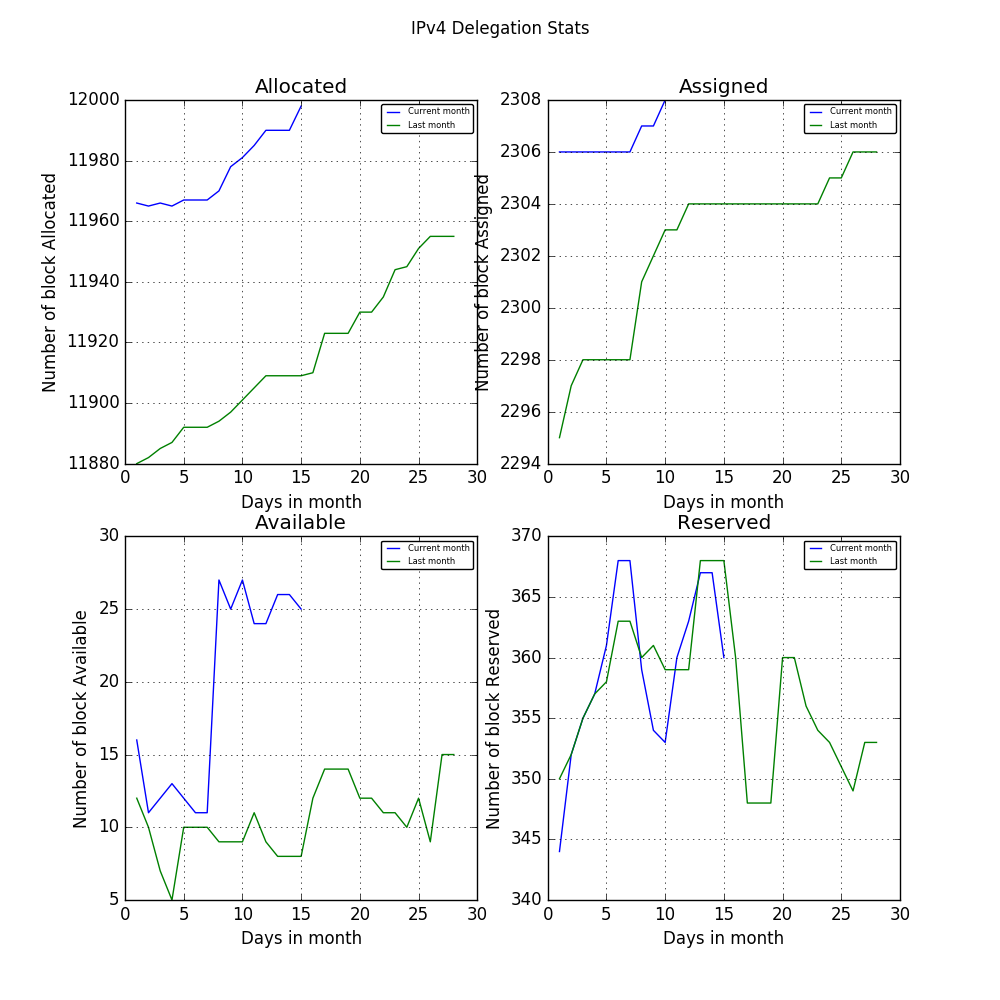 IPv4 Delegation Stats
Allocated
Number of block Allocated
12000
11980
11960
11940
11920
11900
11880
0 5 10 15 20 25 30
Days in month
Current month
Last month
Assigned
Number of block Assigned
2308
2306
2304
2302
2300
2298
2296
2294
0 5 10 15 20 25 30
Days in month
Current month
Last month
Available
Number of block Available
30
25
20
15
10
5
0 5 10 15 20 25 30
Days in month
Current month
Last month
Reserved
Number of block Reserved
370
365
360
355
350
345
340
0 5 10 15 20 25 30
Days in month
Current month
Last month